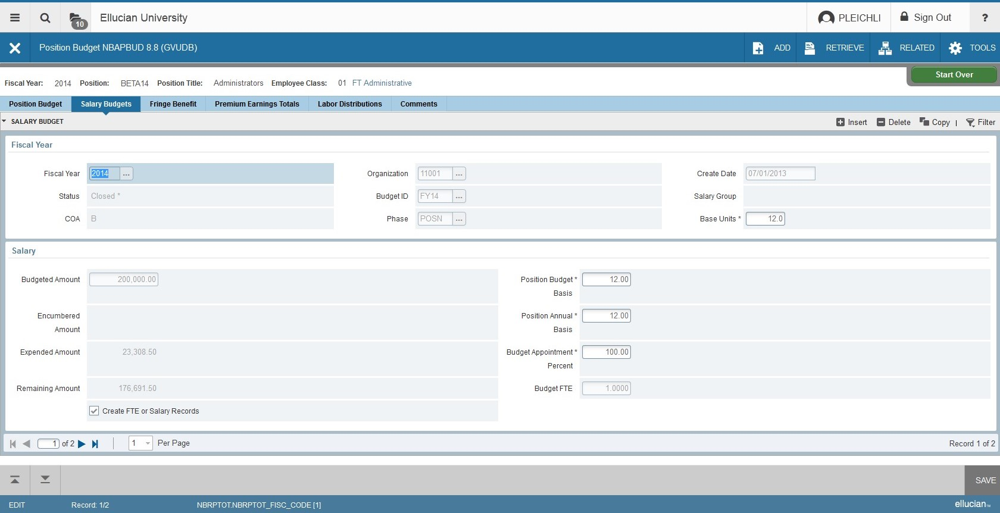 10 Ellucian University PLEICHLI Sign Out ?
Position Budget NBAPBUD 8.8 (GVUDB) ADD RETRIEVE RELATED TOOLS
Start Over
Fiscal Year: 2014 Position: BETA14 Position Title: Administrators Employee Class: 01 FT Administrative
Position Budget Salary Budgets Fringe Benefit Premium Earnings Totals Labor Distributions Comments
SALARY BUDGET Insert Delete Copy Filter
Fiscal Year
Fiscal Year 2014 ... Organization 11001 ... Create Date 07/01/2013
Status Closed * Budget ID FY14 ... Salary Group
COA B Phase POSN ... Base Units * 12.0
Salary
Budgeted Amount 200,000.00 Position Budget * 12.00
Basis
Encumbered Position Annual * 12.00
Amount Basis
Expended Amount 23,308.50 Budget Appointment * 100.00
Percent
Remaining Amount 176,691.50 Budget FTE 1.0000
Create FTE or Salary Records
1 of 2 1 Per Page Record 1 of 2
SAVE
EDIT Record: 1/2 NBRPTOT.NBRPTOT_FISC_CODE [1] ellucian™